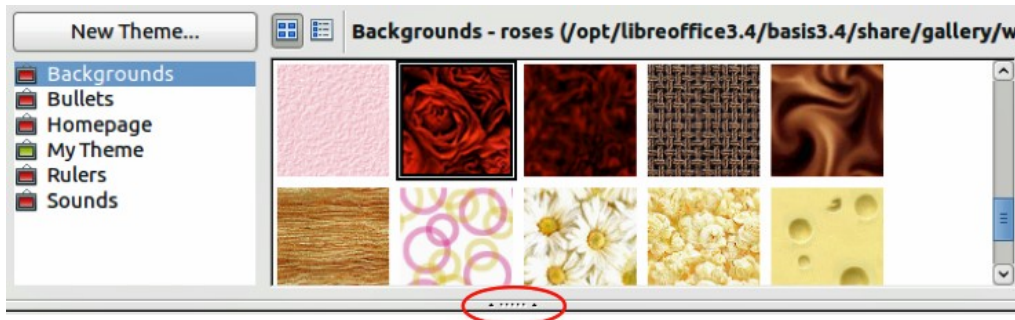 New Theme...
Backgrounds - roses (/opt/libreoffice3.4/basis3.4/share/gallery/w
Backgrounds
Bullets
Homepage
My Theme
Rulers
Sounds